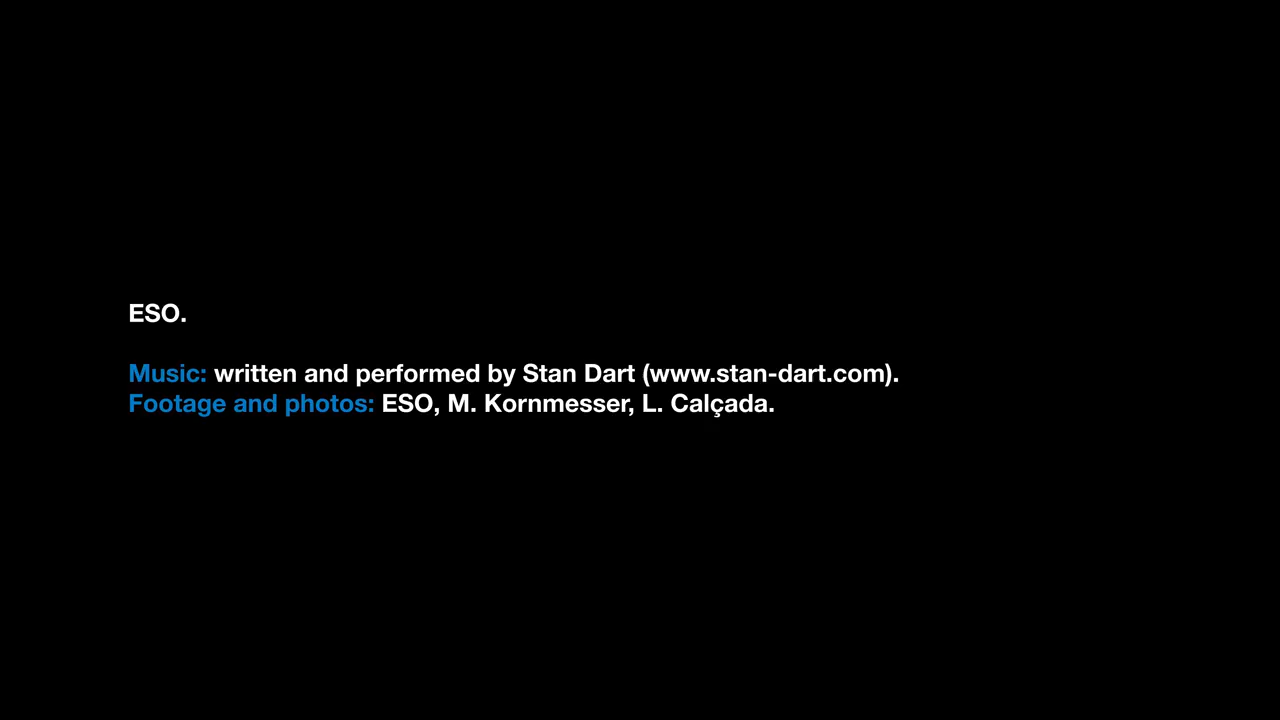 ESO.
Music: written and performed by Stan Dart (www.stan-dart.com).
Footage and photos: ESO, M. Kornmesser, L. Calçada.